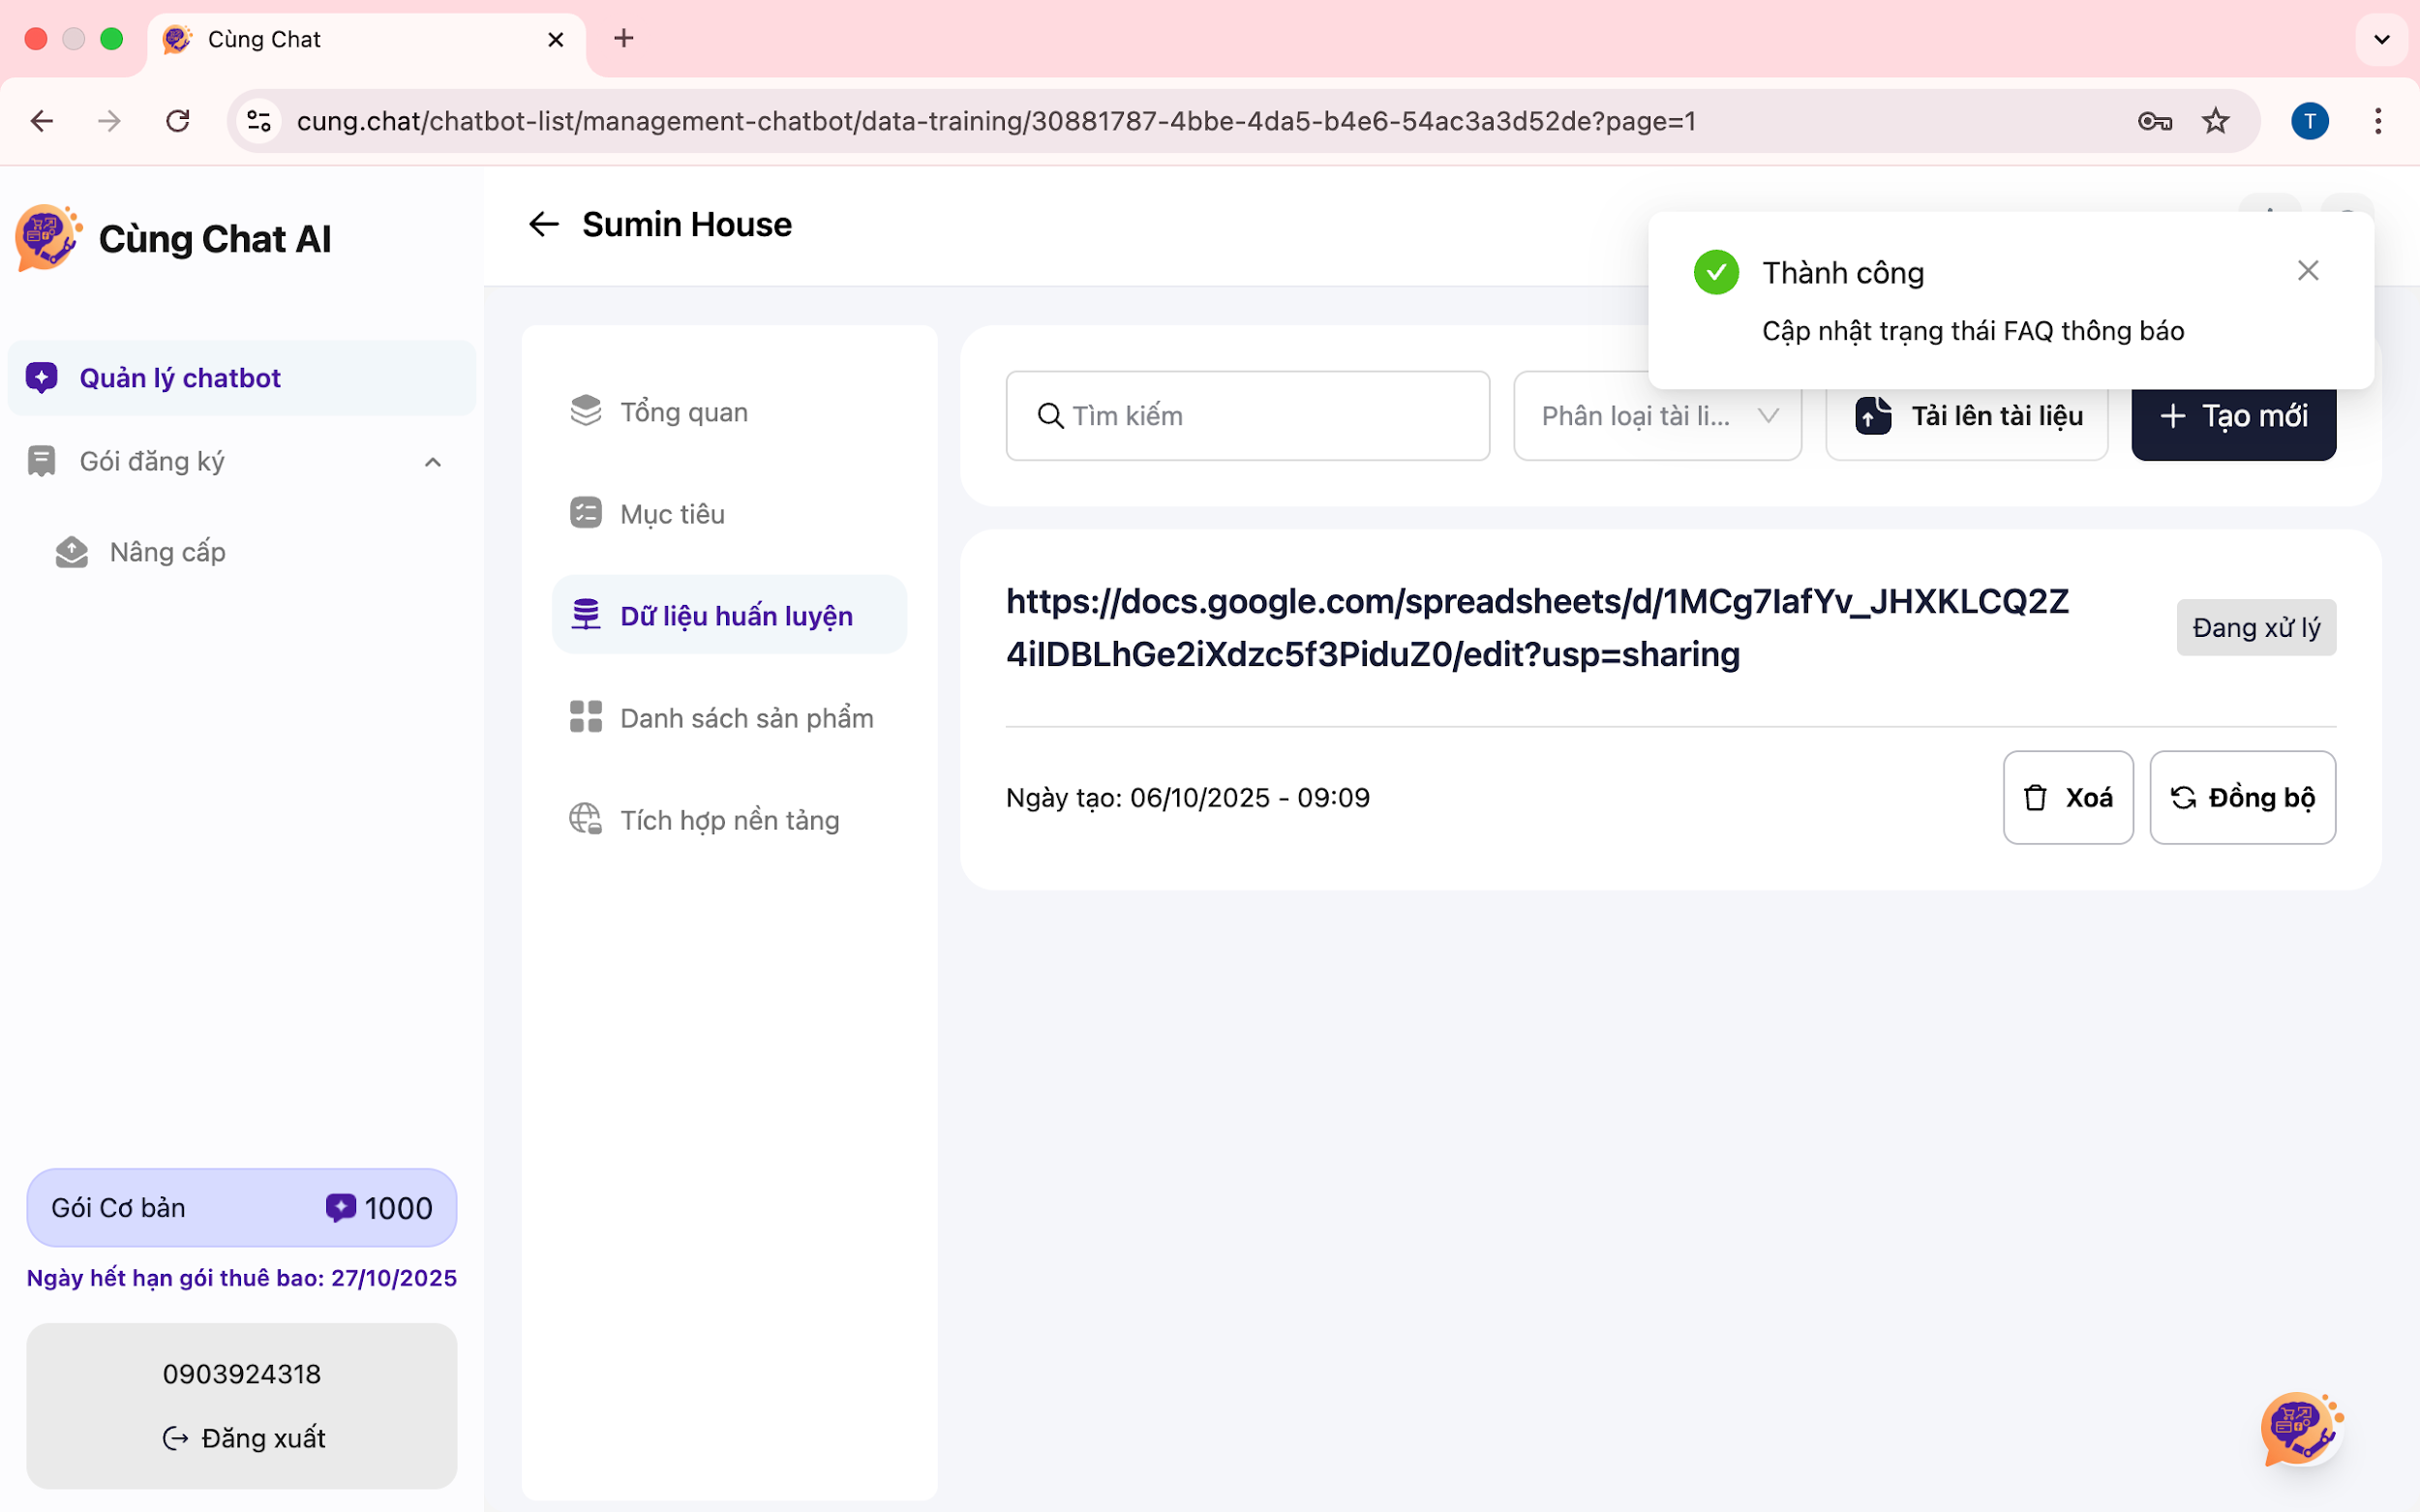 Cùng Chat
cung.chat/chatbot-list/management-chatbot/data-training/30881787-4bbe-4da5-b4e6-54ac3a3d52de?page=1
T
Cùng Chat AI
Quản lý chatbot
Gói đăng ký
Nâng cấp
Gói Cơ bản 1000
Ngày hết hạn gói thuê bao: 27/10/2025
0903924318
Đăng xuất
Sumin House
Tổng quan
Mục tiêu
Dữ liệu huấn luyện
Danh sách sản phẩm
Tích hợp nền tảng
Thành công
Cập nhật trạng thái FAQ thông báo
Tìm kiếm
Phân loại tài li...
Tải lên tài liệu
Tạo mới
https://docs.google.com/spreadsheets/d/1MCg7IafYv_JHXKLCQ2Z
4iIDBLhGe2iXdzc5f3PiduZ0/edit?usp=sharing
Đang xử lý
Ngày tạo: 06/10/2025 - 09:09
Xoá
Đồng bộ